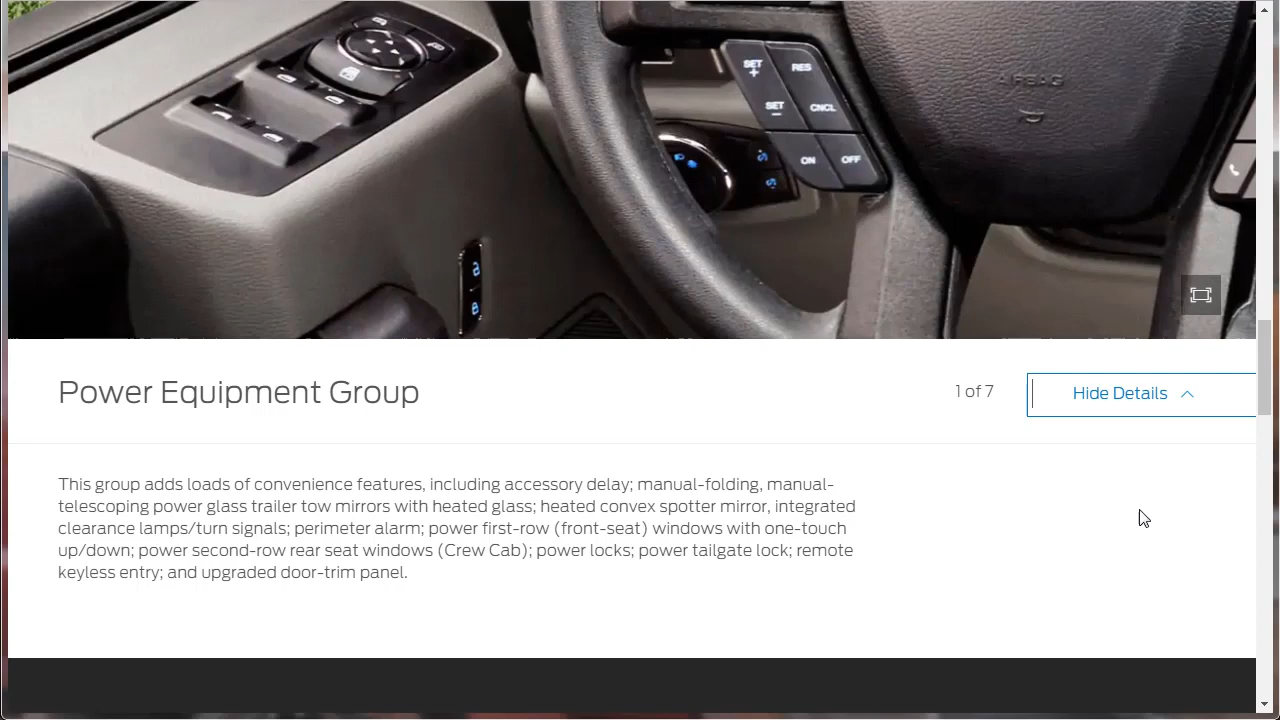 SET
+
RES
SET
–
CNCL
ON
OFF
AIRBAG
Power Equipment Group
1 of 7
Hide Details
This group adds loads of convenience features, including accessory delay; manual-folding, manual-
telescoping power glass trailer tow mirrors with heated glass; heated convex spotter mirror, integrated
clearance lamps/turn signals; perimeter alarm; power first-row (front-seat) windows with one-touch
up/down; power second-row rear seat windows (Crew Cab); power locks; power tailgate lock; remote
keyless entry; and upgraded door-trim panel.